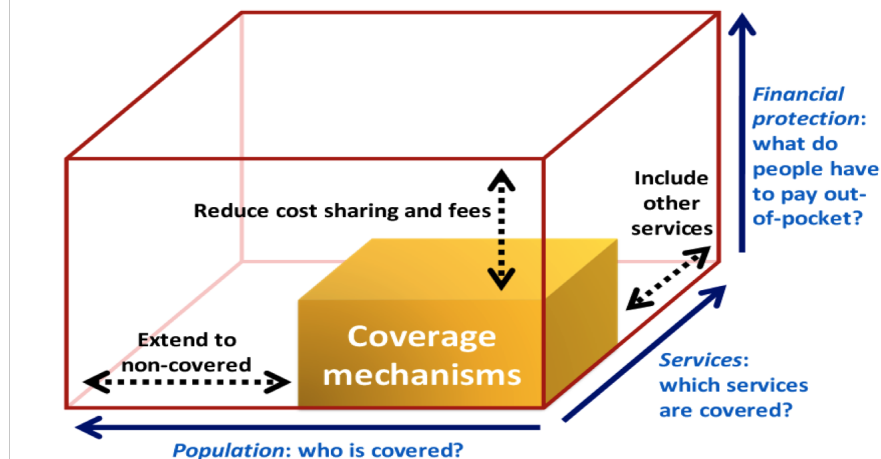 Financial
protection:
what do
people have
to pay out-
of-pocket?
Include
other
services
Reduce cost sharing and fees
Extend to
non-covered
Coverage
mechanisms
Services:
which services
are covered?
Population: who is covered?